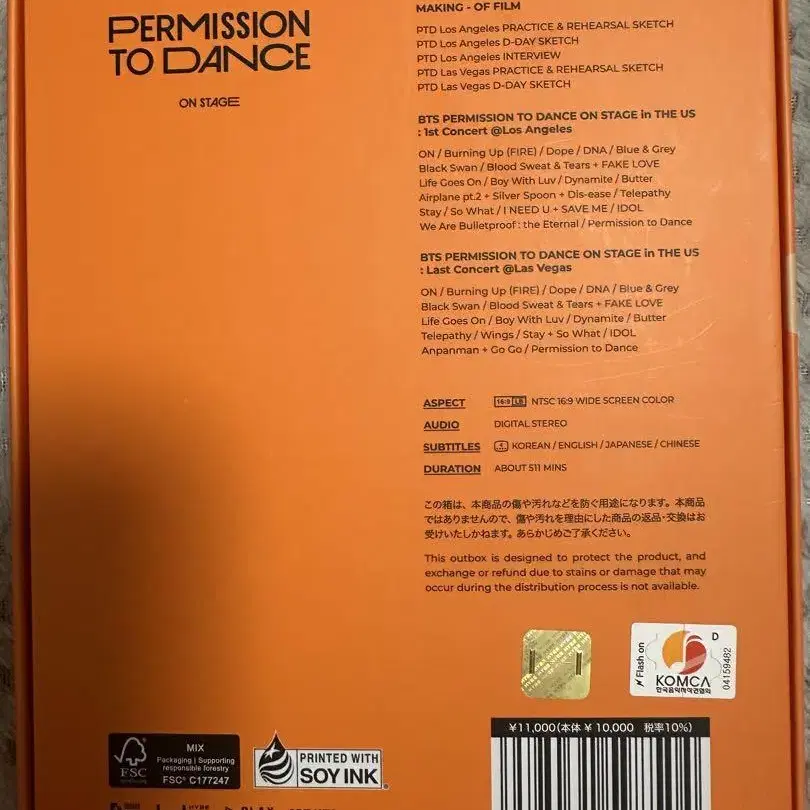 PERMISSION
TO DANCE
ON STAGE
MAKING - OF FILM
PTD Los Angeles PRACTICE & REHEARSAL SKETCH
PTD Los Angeles D-DAY SKETCH
PTD Los Angeles INTERVIEW
PTD Las Vegas PRACTICE & REHEARSAL SKETCH
PTD Las Vegas D-DAY SKETCH
BTS PERMISSION TO DANCE ON STAGE in THE US
: 1st Concert @Los Angeles
ON / Burning Up (FIRE) / Dope / DNA / Blue & Grey
Black Swan / Blood Sweat & Tears + FAKE LOVE
Life Goes On / Boy With Luv / Dynamite / Butter
Airplane pt.2 + Silver Spoon + Dis-ease / Telepathy
Stay / So What / I NEED U + SAVE ME / IDOL
We Are Bulletproof : the Eternal / Permission to Dance
BTS PERMISSION TO DANCE ON STAGE in THE US
: Last Concert @Las Vegas
ON / Burning Up (FIRE) / Dope / DNA / Blue & Grey
Black Swan / Blood Sweat & Tears + FAKE LOVE
Life Goes On / Boy With Luv / Dynamite / Butter
Telepathy / Wings / Stay + So What / IDOL
Anpanman + Go Go / Permission to Dance
ASPECT 16:9 LB NTSC 16:9 WIDE SCREEN COLOR
AUDIO DIGITAL STEREO
SUBTITLES 4 KOREAN / ENGLISH / JAPANESE / CHINESE
DURATION ABOUT 511 MINS
この箱は、本商品の傷や汚れなどを防ぐ用途になります。本商品
ではありませんので、傷や汚れを理由にした商品の返品・交換はお
受けいたしかねます。あらかじめご了承ください。
This outbox is designed to protect the product, and
exchange or refund due to stains or damage that may
occur during the distribution process is not available.
Flash on
KOMCA
한국음악저작권협회
D
04159482
¥11,000(本体 ¥ 10,000 税率10%)
FSC
MIX
Packaging | Supporting
responsible forestry
FSC® C177247
PRINTED WITH
SOY INK